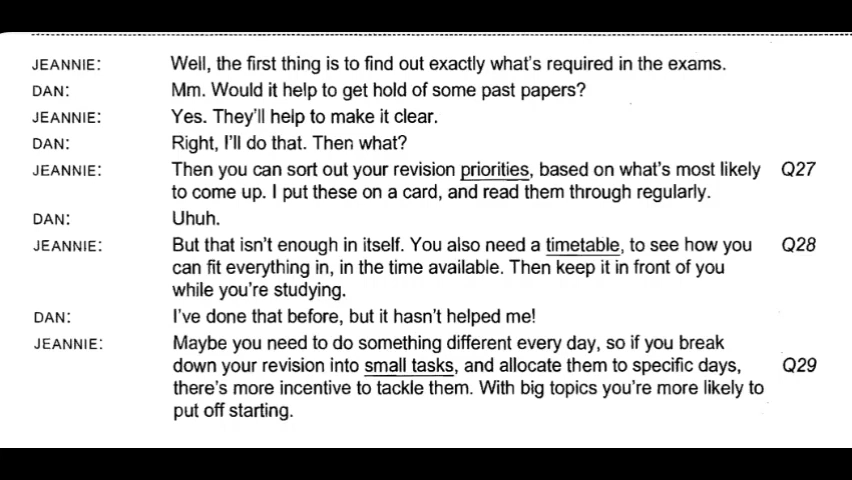 JEANNIE: Well, the first thing is to find out exactly what's required in the exams.
DAN: Mm. Would it help to get hold of some past papers?
JEANNIE: Yes. They'll help to make it clear.
DAN: Right, I'll do that. Then what?
JEANNIE: Then you can sort out your revision priorities, based on what's most likely Q27
to come up. I put these on a card, and read them through regularly.
DAN: Uhuh.
JEANNIE: But that isn't enough in itself. You also need a timetable, to see how you Q28
can fit everything in, in the time available. Then keep it in front of you
while you're studying.
DAN: I've done that before, but it hasn't helped me!
JEANNIE: Maybe you need to do something different every day, so if you break
down your revision into small tasks, and allocate them to specific days, Q29
there's more incentive to tackle them. With big topics you're more likely to
put off starting.